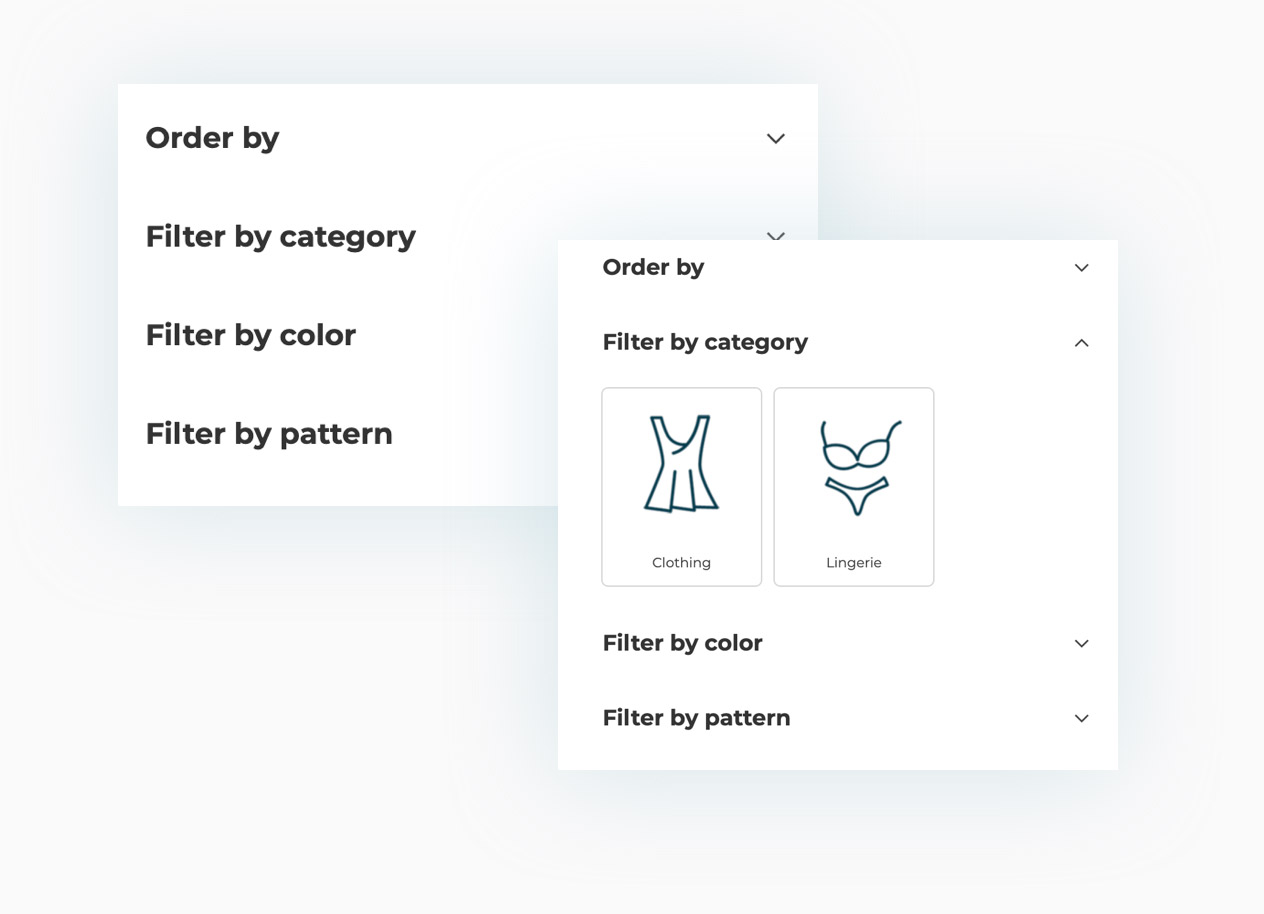 Order by
Filter by category
Filter by color
Filter by pattern
Order by
Filter by category
Clothing
Lingerie
Filter by color
Filter by pattern